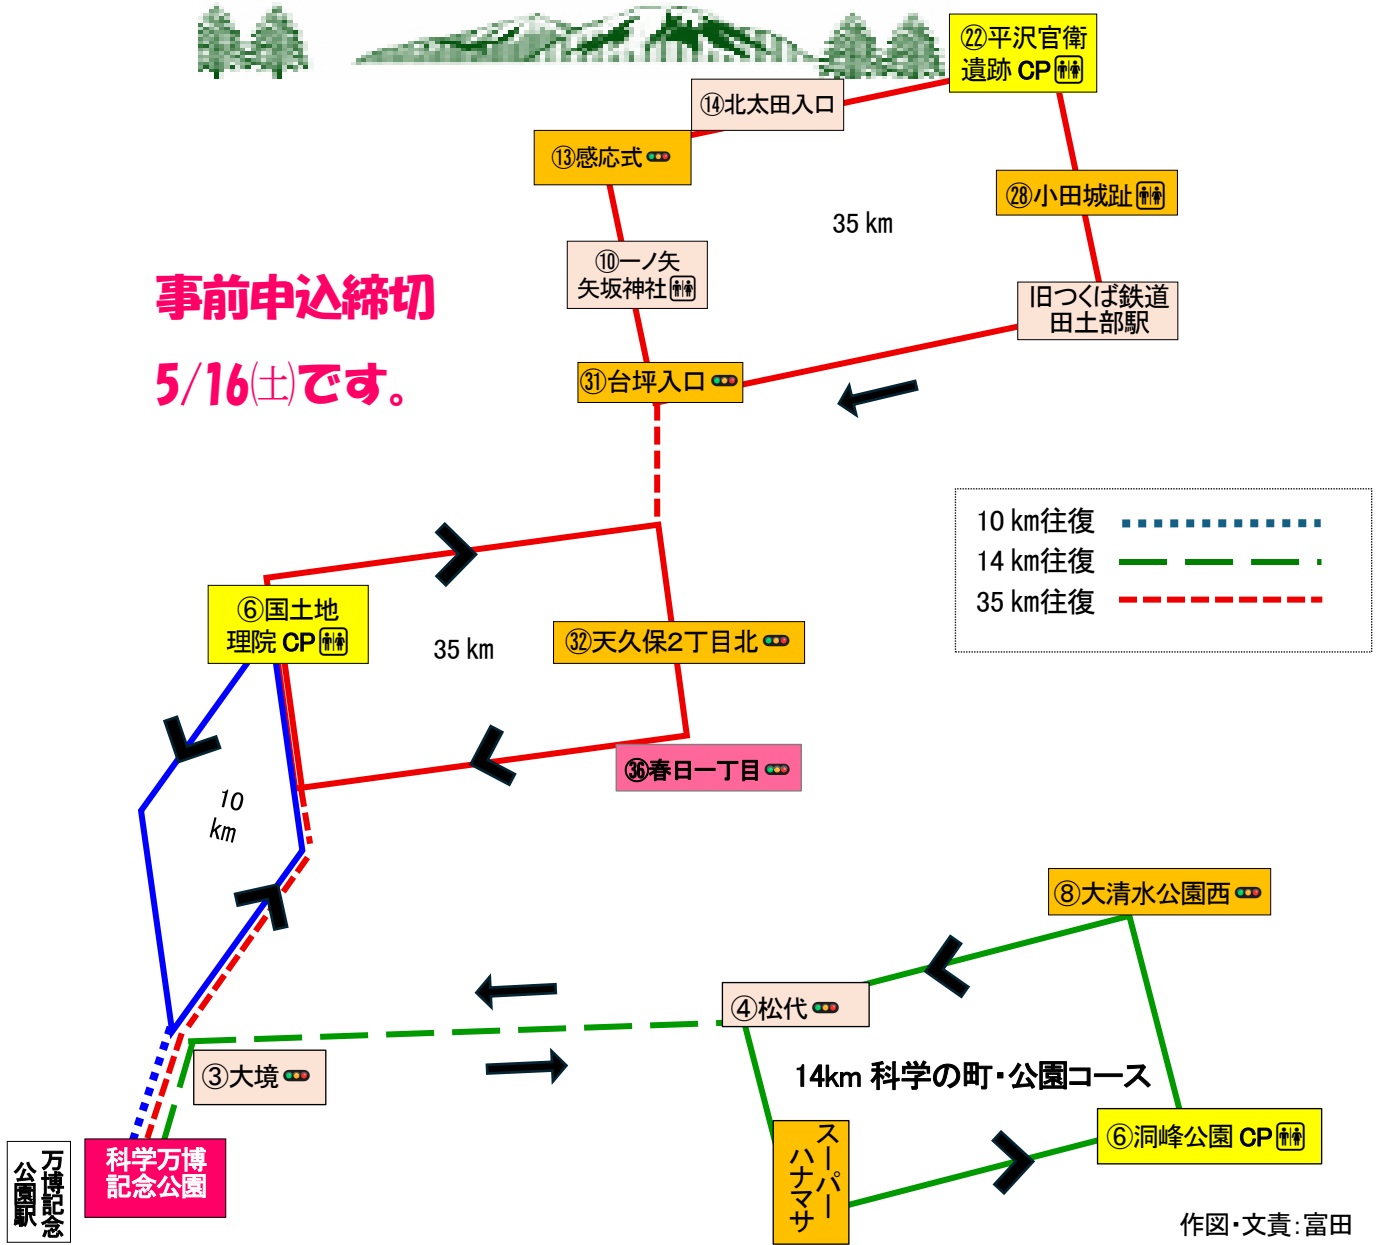 ㉒平沢官衛
遺跡 CP
⑭北太田入口
⑬感応式
㉘小田城趾
35 km
⑩一ノ矢
矢坂神社
旧つくば鉄道
田土部駅
事前申込締切
5/16㈯です。
㉛台坪入口
10 km往復
14 km往復
35 km往復
⑥国土地
理院 CP
35 km
㉜天久保2丁目北
㊱春日一丁目
10
km
⑧大清水公園西
④松代
③大境
14km 科学の町・公園コース
⑥洞峰公園 CP
スーパー
ハナマサ
科学万博
記念公園
万博記念
公園駅
作図・文責：富田